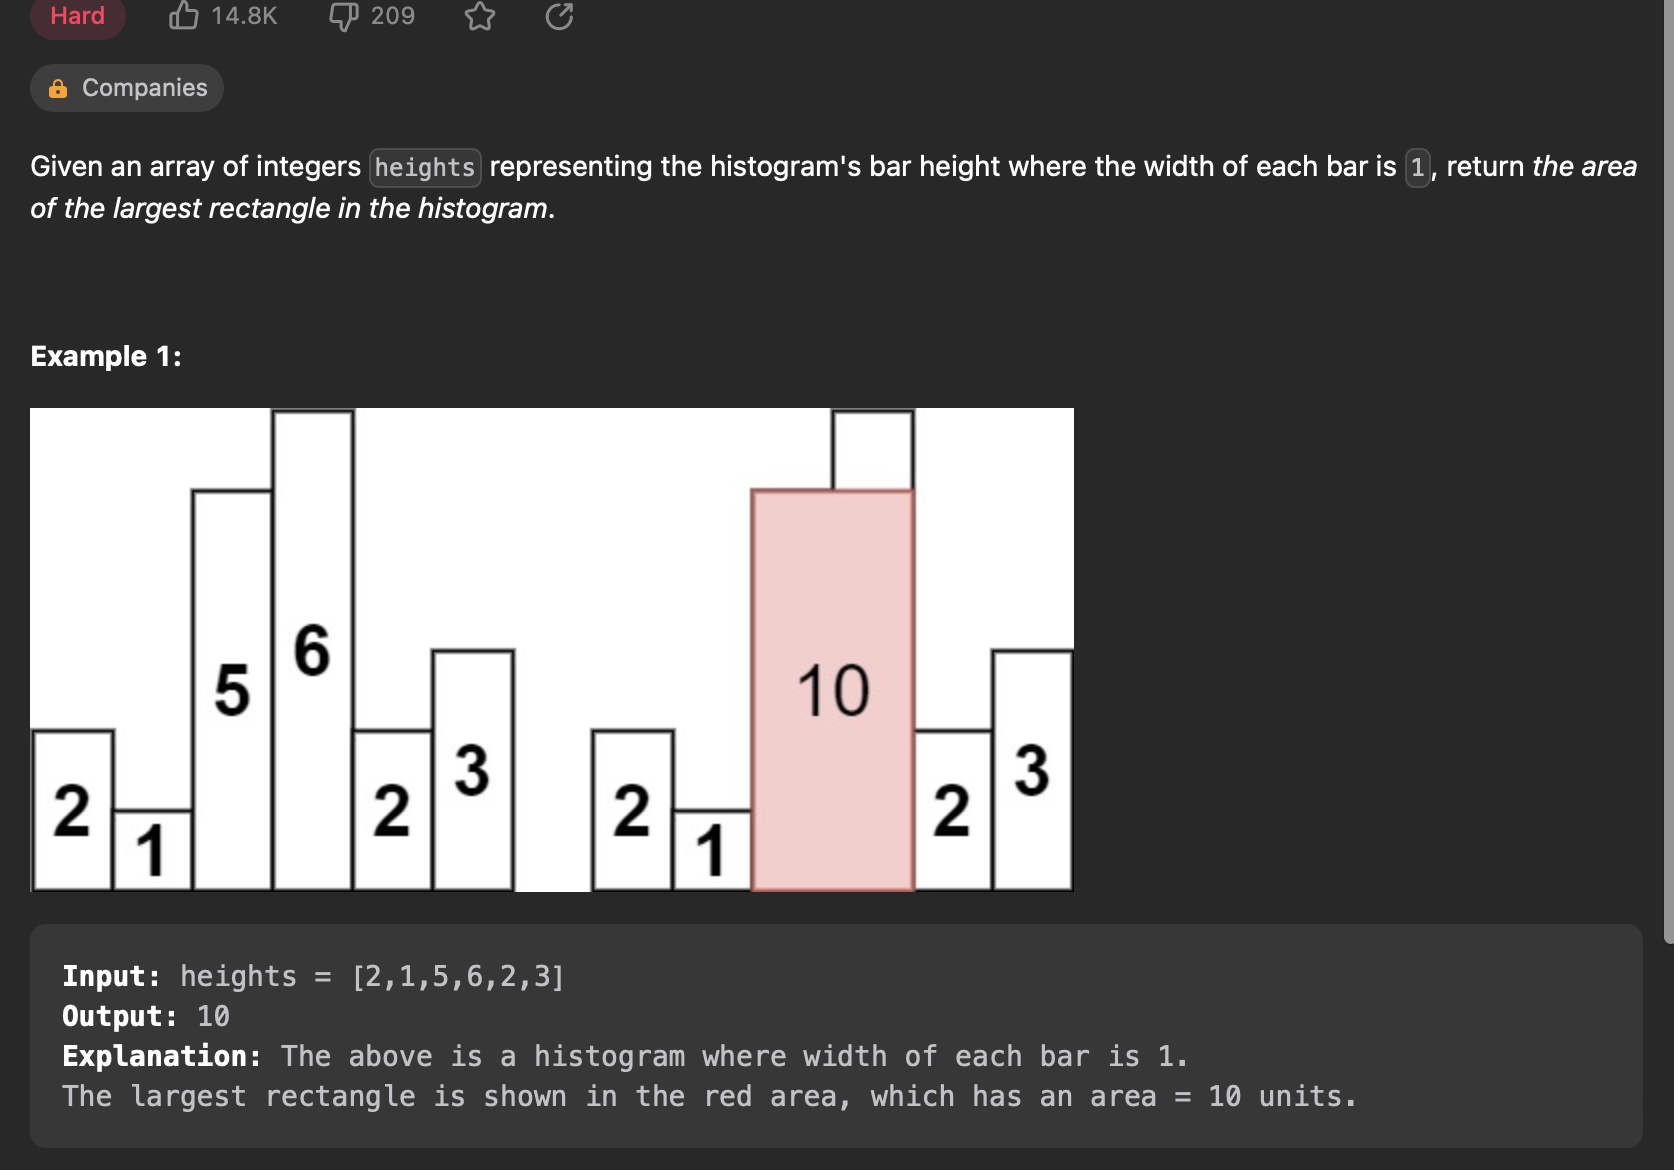 Hard 14.8K 209
Companies
Given an array of integers heights representing the histogram's bar height where the width of each bar is 1, return the area
of the largest rectangle in the histogram.
Example 1:
2 1 5 6 2 3 2 1 10 2 3
Input: heights = [2,1,5,6,2,3]
Output: 10
Explanation: The above is a histogram where width of each bar is 1.
The largest rectangle is shown in the red area, which has an area = 10 units.